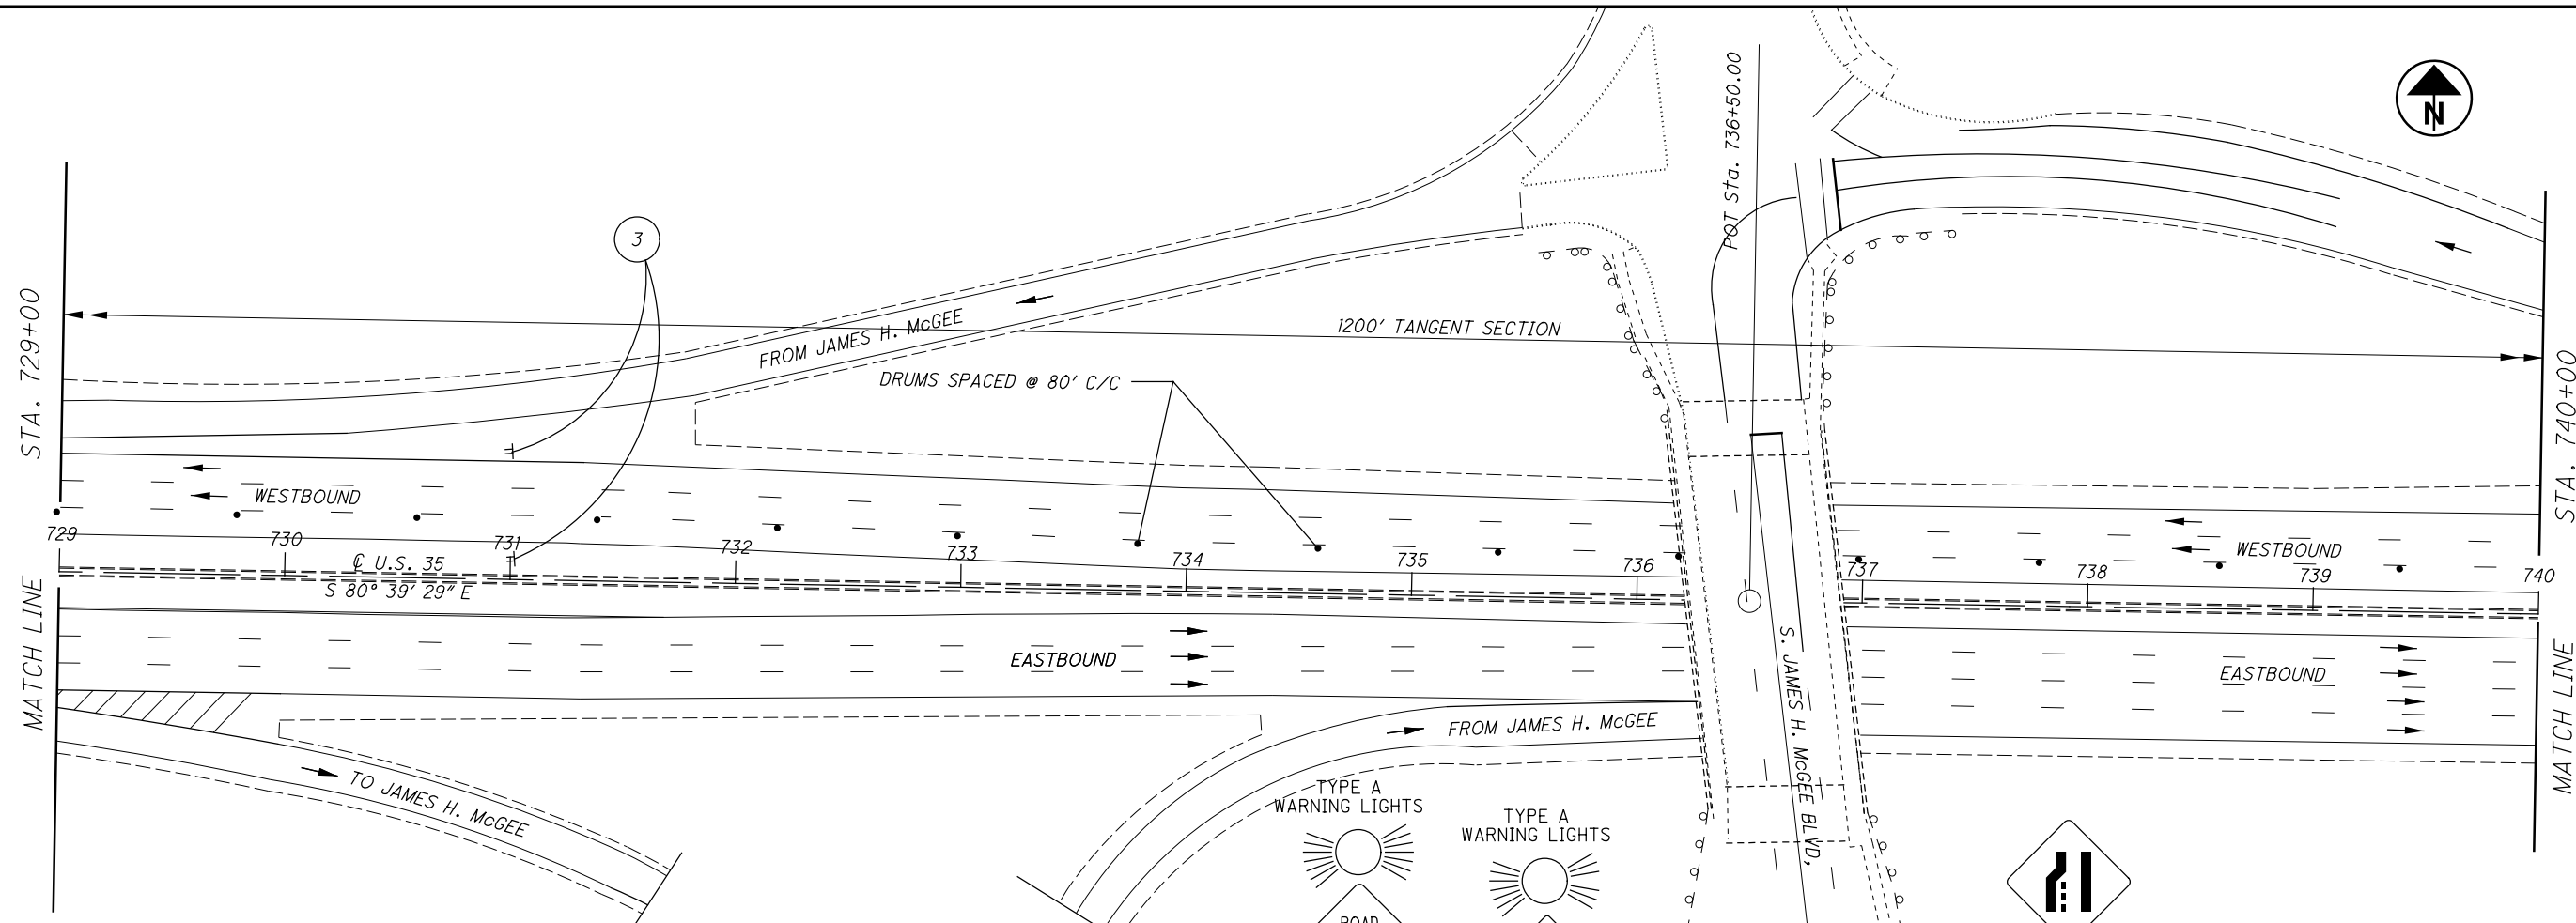 N
POT Sta. 736+50.00
3
STA. 729+00
1200' TANGENT SECTION
FROM JAMES H. McGEE
DRUMS SPACED @ 80' C/C
STA. 740+00
WESTBOUND
WESTBOUND
729
730
731
732
733
734
735
736
737
738
739
740
℄ U.S. 35
S 80° 39' 29" E
MATCH LINE
EASTBOUND
EASTBOUND
MATCH LINE
S. JAMES H. McGEE BLVD.
FROM JAMES H. McGEE
TO JAMES H. McGEE
TYPE A
WARNING LIGHTS
TYPE A
WARNING LIGHTS
ROAD